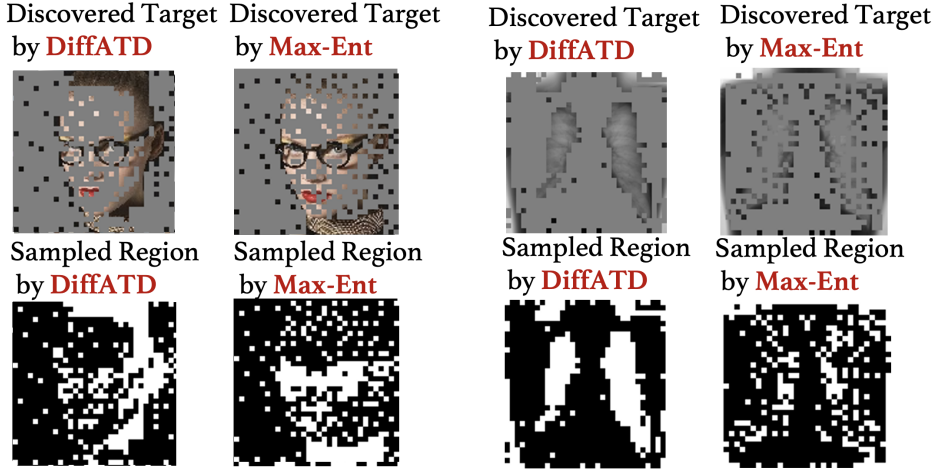 Discovered Target
by DiffATD
Discovered Target
by Max-Ent
Discovered Target
by DiffATD
Discovered Target
by Max-Ent
Sampled Region
by DiffATD
Sampled Region
by Max-Ent
Sampled Region
by DiffATD
Sampled Region
by Max-Ent